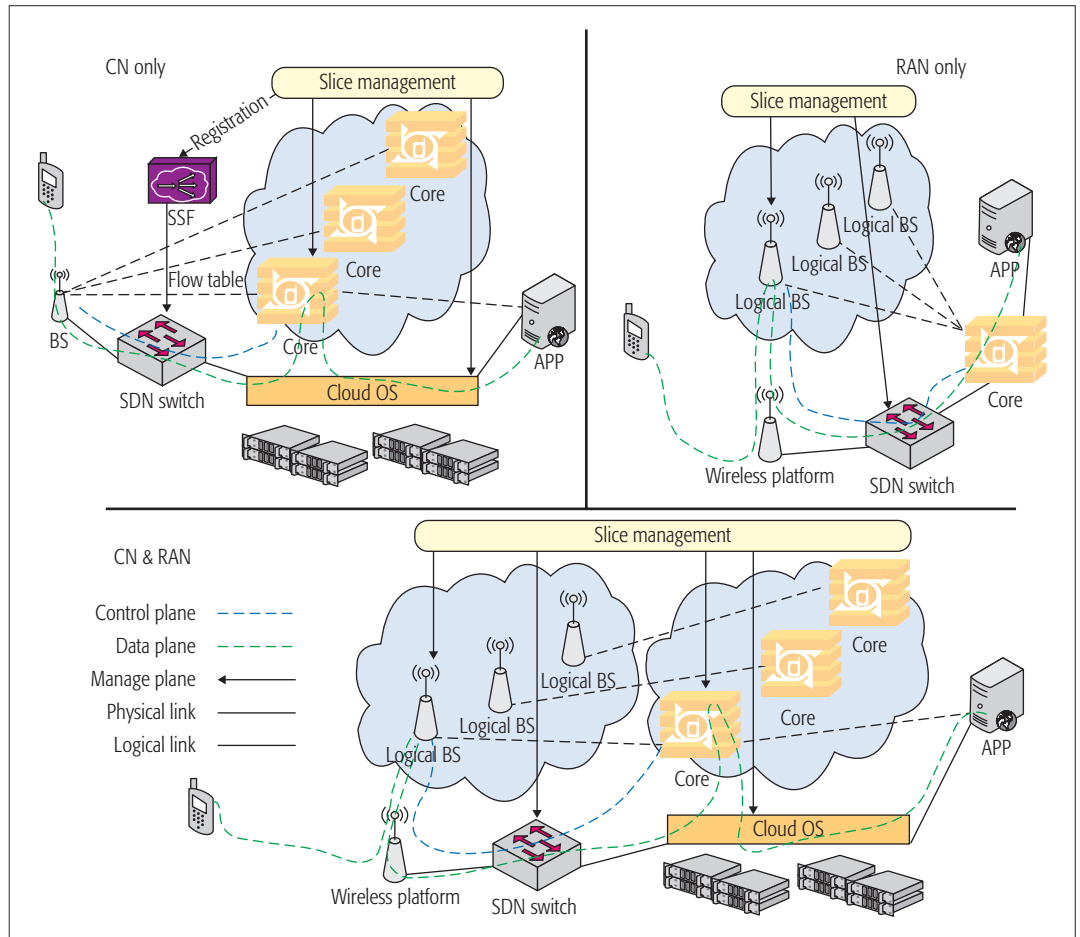 CN only
Slice management
Registration
SSF
Core
Core
Flow table
Core
BS
SDN switch
Cloud OS
APP
RAN only
Slice management
Logical BS
Logical BS
Logical BS
APP
Core
Wireless platform
SDN switch
CN & RAN
Control plane
Data plane
Manage plane
Physical link
Logical link
Slice management
Logical BS
Logical BS
Logical BS
Core
Core
Core
APP
Cloud OS
Wireless platform
SDN switch